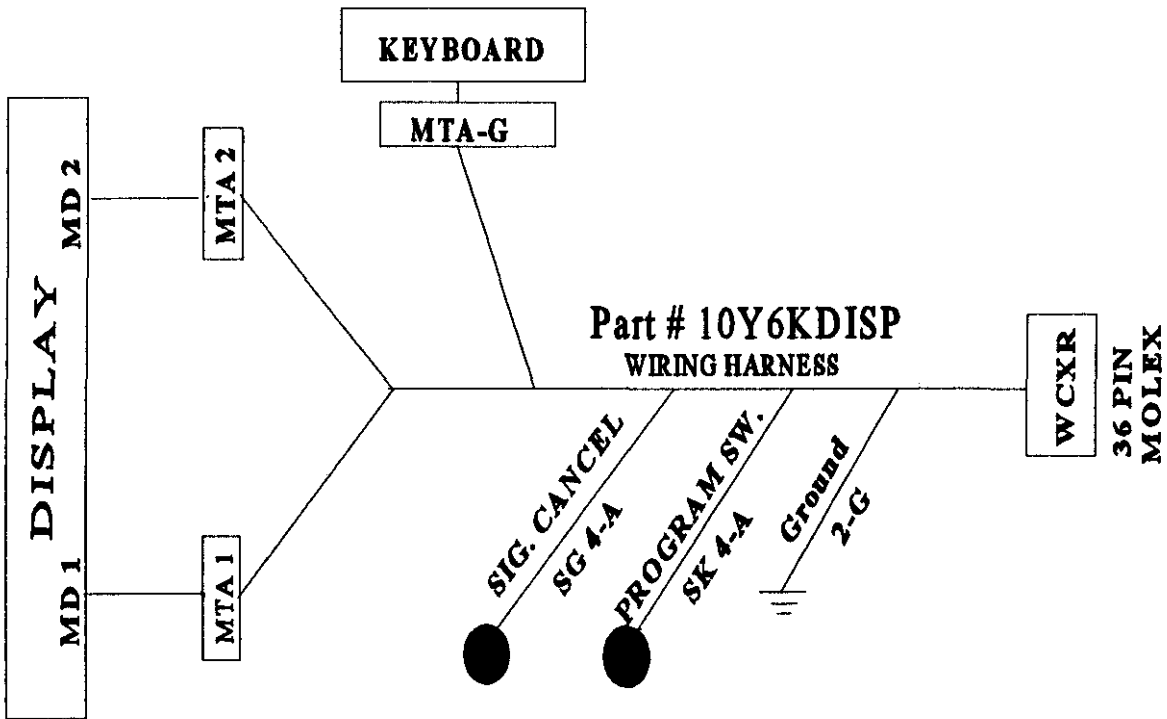 KEYBOARD
MTA-G
DISPLAY
MD 2
MTA 2
MD 1
MTA 1
Part # 10Y6KDISP
WIRING HARNESS
SIG. CANCEL
SG 4-A
PROGRAM SW.
SK 4-A
Ground
2-G
WCXR
36 PIN
MOLEX